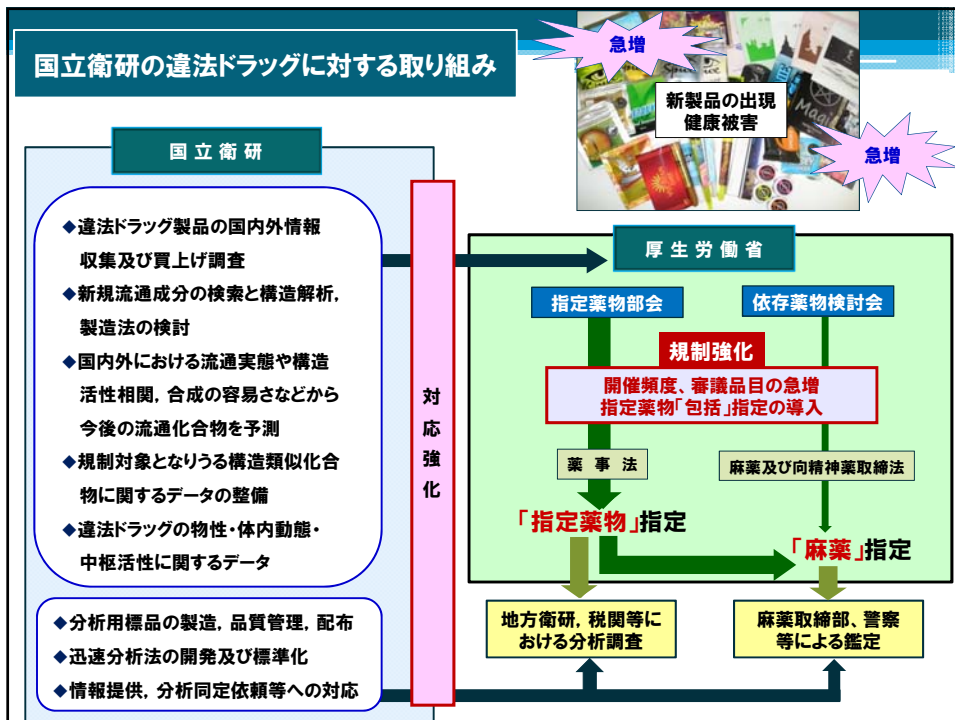 国立衛研の違法ドラッグに対する取り組み
急増
新製品の出現
健康被害
急増
国立衛研
◆違法ドラッグ製品の国内外情報
収集及び買上げ調査
◆新規流通成分の検索と構造解析,
製造法の検討
◆国内外における流通実態や構造
活性相関, 合成の容易さなどから
今後の流通化合物を予測
◆規制対象となりうる構造類似化合
物に関するデータの整備
◆違法ドラッグの物性・体内動態・
中枢活性に関するデータ
◆分析用標品の製造, 品質管理, 配布
◆迅速分析法の開発及び標準化
◆情報提供, 分析同定依頼等への対応
対応強化
厚生労働省
指定薬物部会
依存薬物検討会
規制強化
開催頻度、審議品目の急増
指定薬物「包括」指定の導入
薬事法
麻薬及び向精神薬取締法
「指定薬物」指定
「麻薬」指定
地方衛研, 税関等に
おける分析調査
麻薬取締部、警察
等による鑑定
Magic